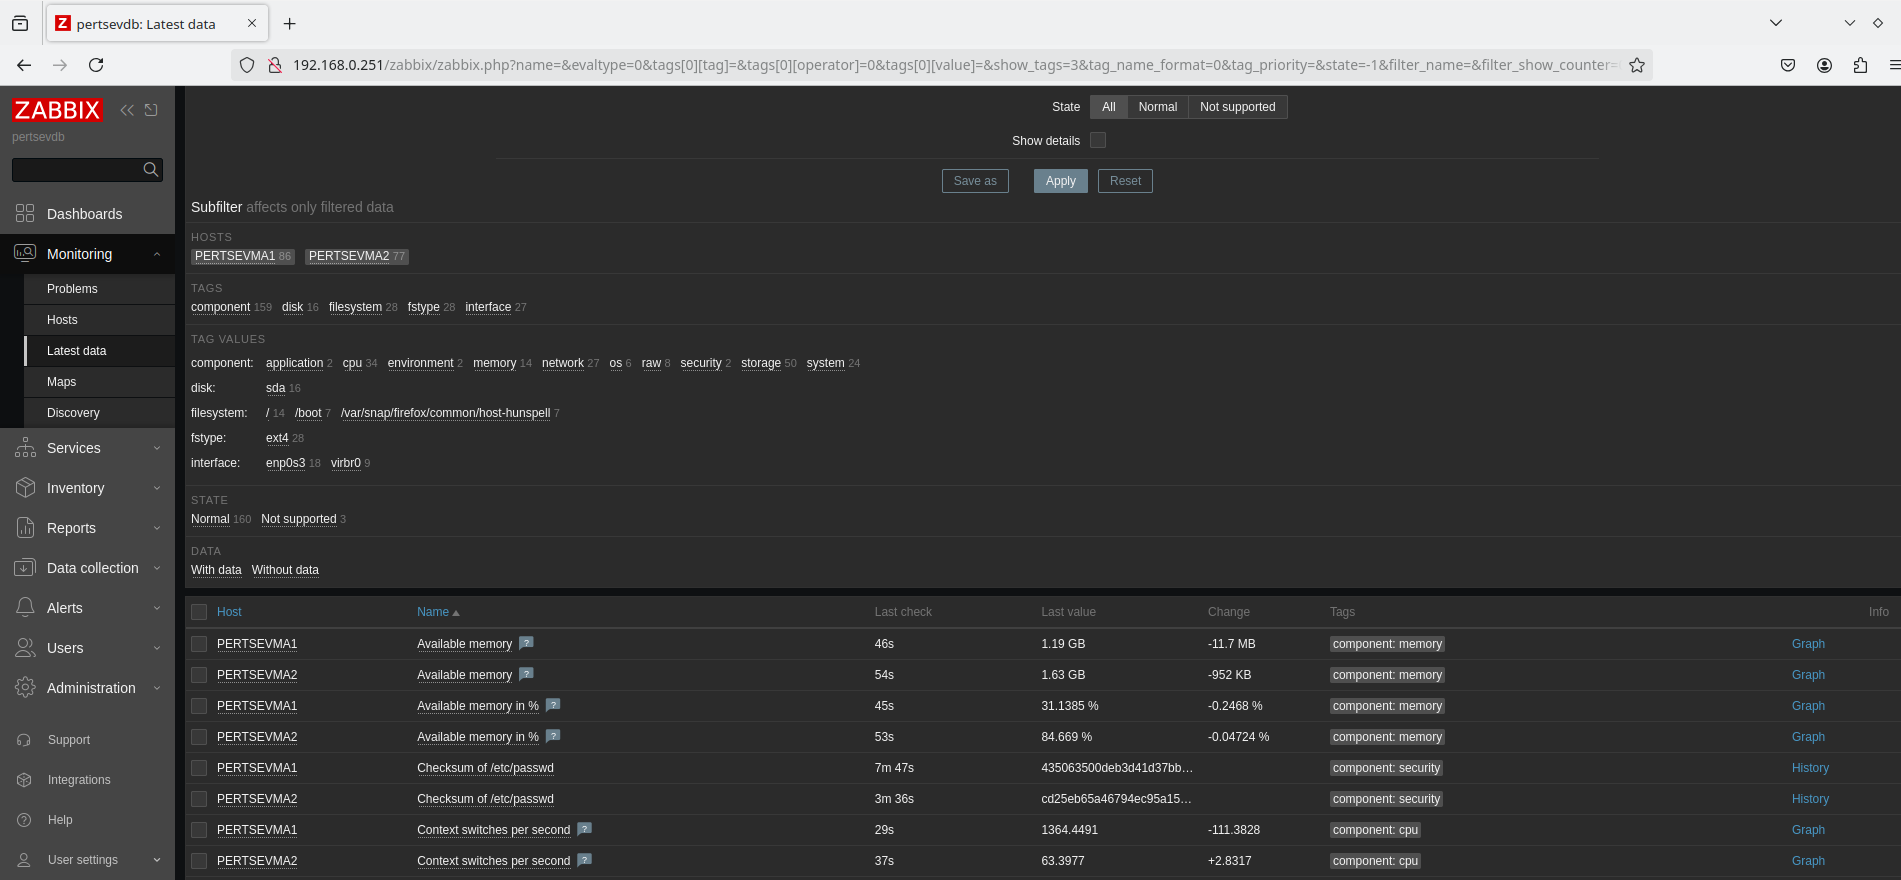 pertsevdb: Latest data
192.168.0.251/zabbix/zabbix.php?name=&evaltype=0&tags[0][tag]=&tags[0][operator]=0&tags[0][value]=&show_tags=3&tag_name_format=0&tag_priority=&state=-1&filter_name=&filter_show_counter=
ZABBIX
pertsevdb
Dashboards
Monitoring
Problems
Hosts
Latest data
Maps
Discovery
Services
Inventory
Reports
Data collection
Alerts
Users
Administration
Support
Integrations
Help
User settings
State All Normal Not supported
Show details
Save as Apply Reset
Subfilter affects only filtered data
HOSTS
PERTSEVMA1 86 PERTSEVMA2 77
TAGS
component 159 disk 16 filesystem 28 fstype 28 interface 27
TAG VALUES
component: application 2 cpu 34 environment 2 memory 14 network 27 os 6 raw 8 security 2 storage 50 system 24
disk: sda 16
filesystem: / 14 /boot 7 /var/snap/firefox/common/host-hunspell 7
fstype: ext4 28
interface: enp0s3 18 virbr0 9
STATE
Normal 160 Not supported 3
DATA
With data Without data
Host Name Last check Last value Change Tags Info
PERTSEVMA1 Available memory ? 46s 1.19 GB -11.7 MB component: memory Graph
PERTSEVMA2 Available memory ? 54s 1.63 GB -952 KB component: memory Graph
PERTSEVMA1 Available memory in % ? 45s 31.1385 % -0.2468 % component: memory Graph
PERTSEVMA2 Available memory in % ? 53s 84.669 % -0.04724 % component: memory Graph
PERTSEVMA1 Checksum of /etc/passwd 7m 47s 435063500deb3d41d37bb... component: security History
PERTSEVMA2 Checksum of /etc/passwd 3m 36s cd25eb65a46794ec95a15... component: security History
PERTSEVMA1 Context switches per second ? 29s 1364.4491 -111.3828 component: cpu Graph
PERTSEVMA2 Context switches per second ? 37s 63.3977 +2.8317 component: cpu Graph